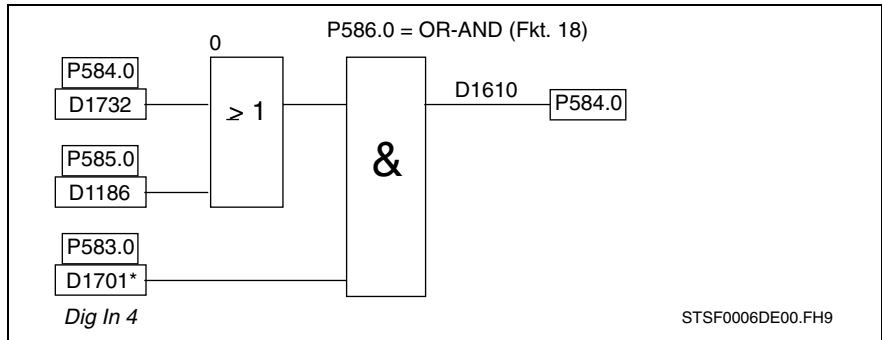 P586.0 = OR-AND (Fkt. 18)
0
P584.0
D1732
≥ 1
D1610
P584.0
P585.0
D1186
&
P583.0
D1701*
Dig In 4
STSF0006DE00.FH9